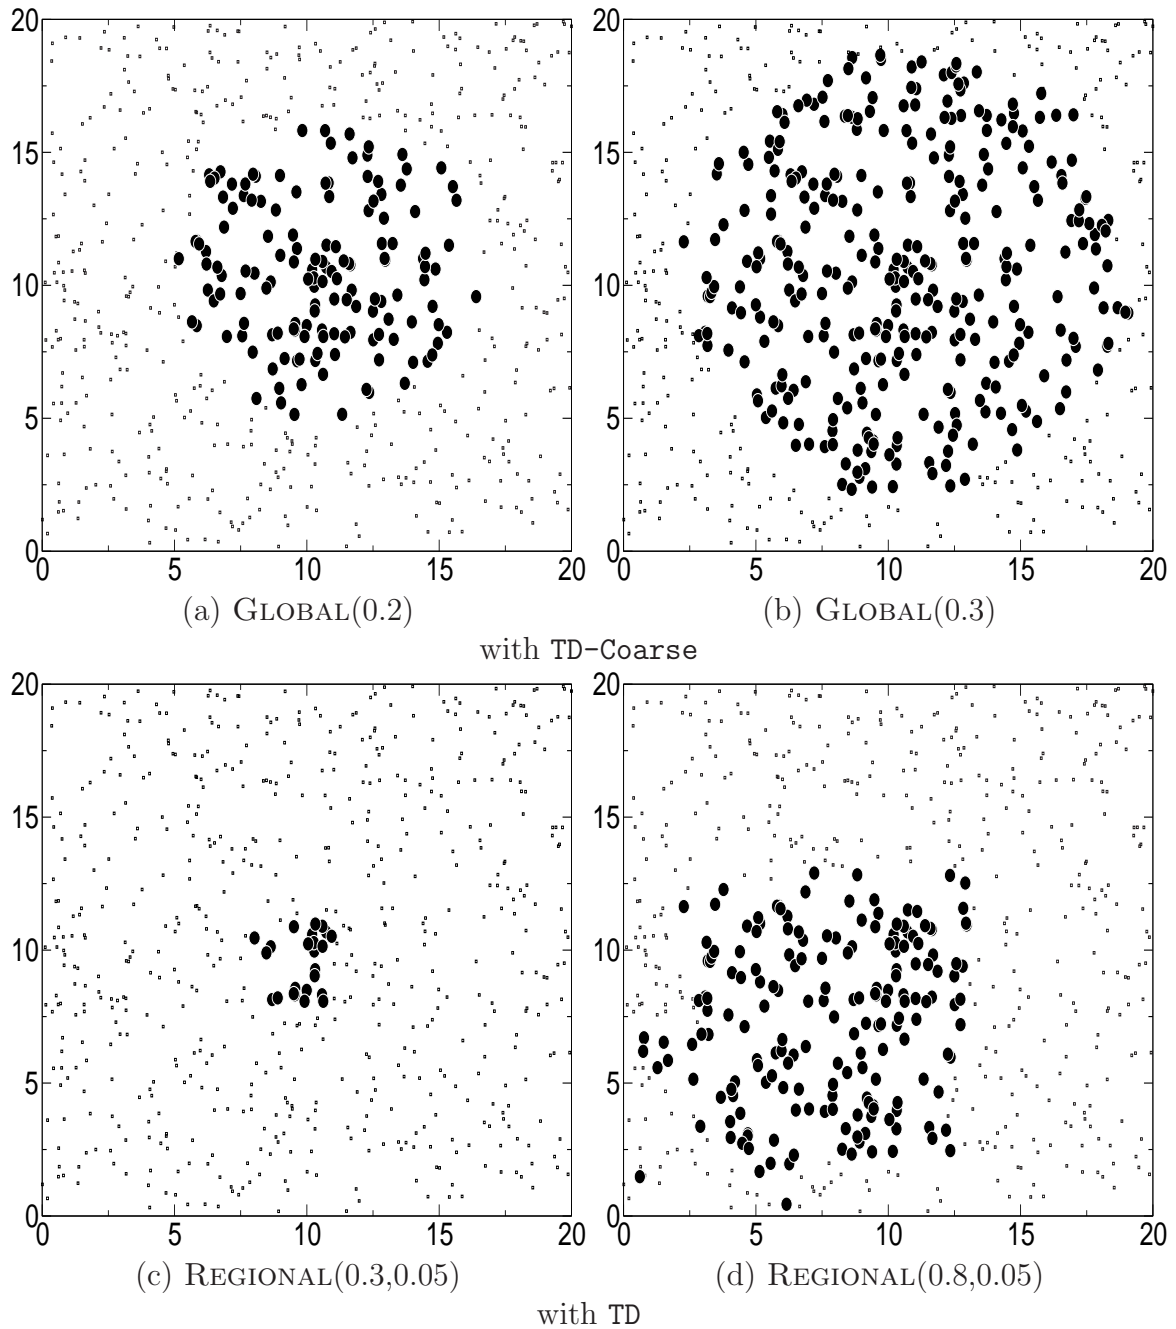 20
15
10
5
0
0 5 10 15 20
(a) GLOBAL(0.2)
20
15
10
5
0
0 5 10 15 20
(b) GLOBAL(0.3)
with TD-Coarse
20
15
10
5
0
0 5 10 15 20
(c) REGIONAL(0.3,0.05)
20
15
10
5
0
0 5 10 15 20
(d) REGIONAL(0.8,0.05)
with TD